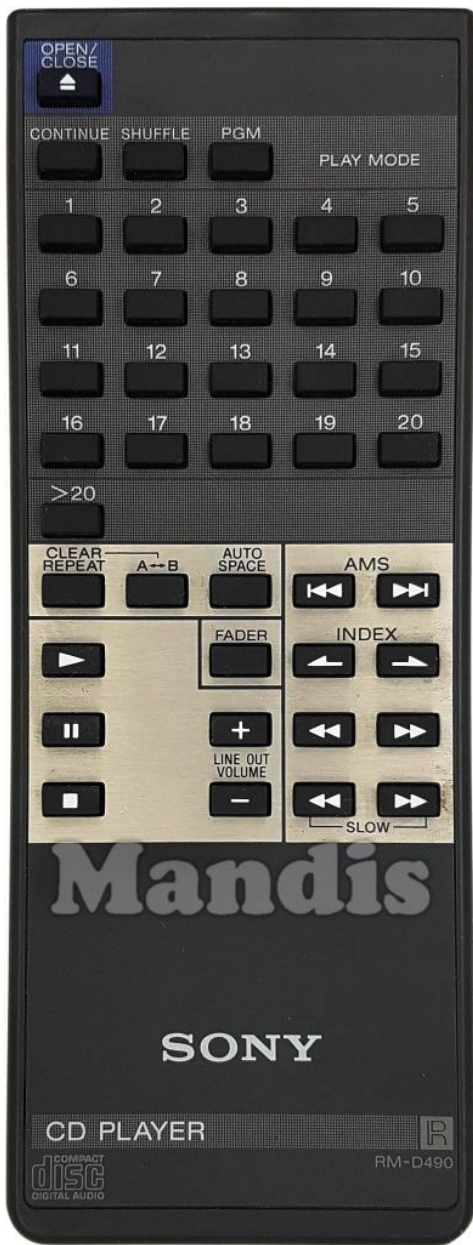 OPEN/
CLOSE
CONTINUE SHUFFLE PGM
PLAY MODE
1 2 3 4 5
6 7 8 9 10
11 12 13 14 15
16 17 18 19 20
>20
CLEAR
REPEAT A↔B AUTO
SPACE AMS
FADER INDEX
+
LINE OUT
VOLUME
−
SLOW
Mandis
SONY
CD PLAYER R
COMPACT
disc
DIGITAL AUDIO
RM-D490